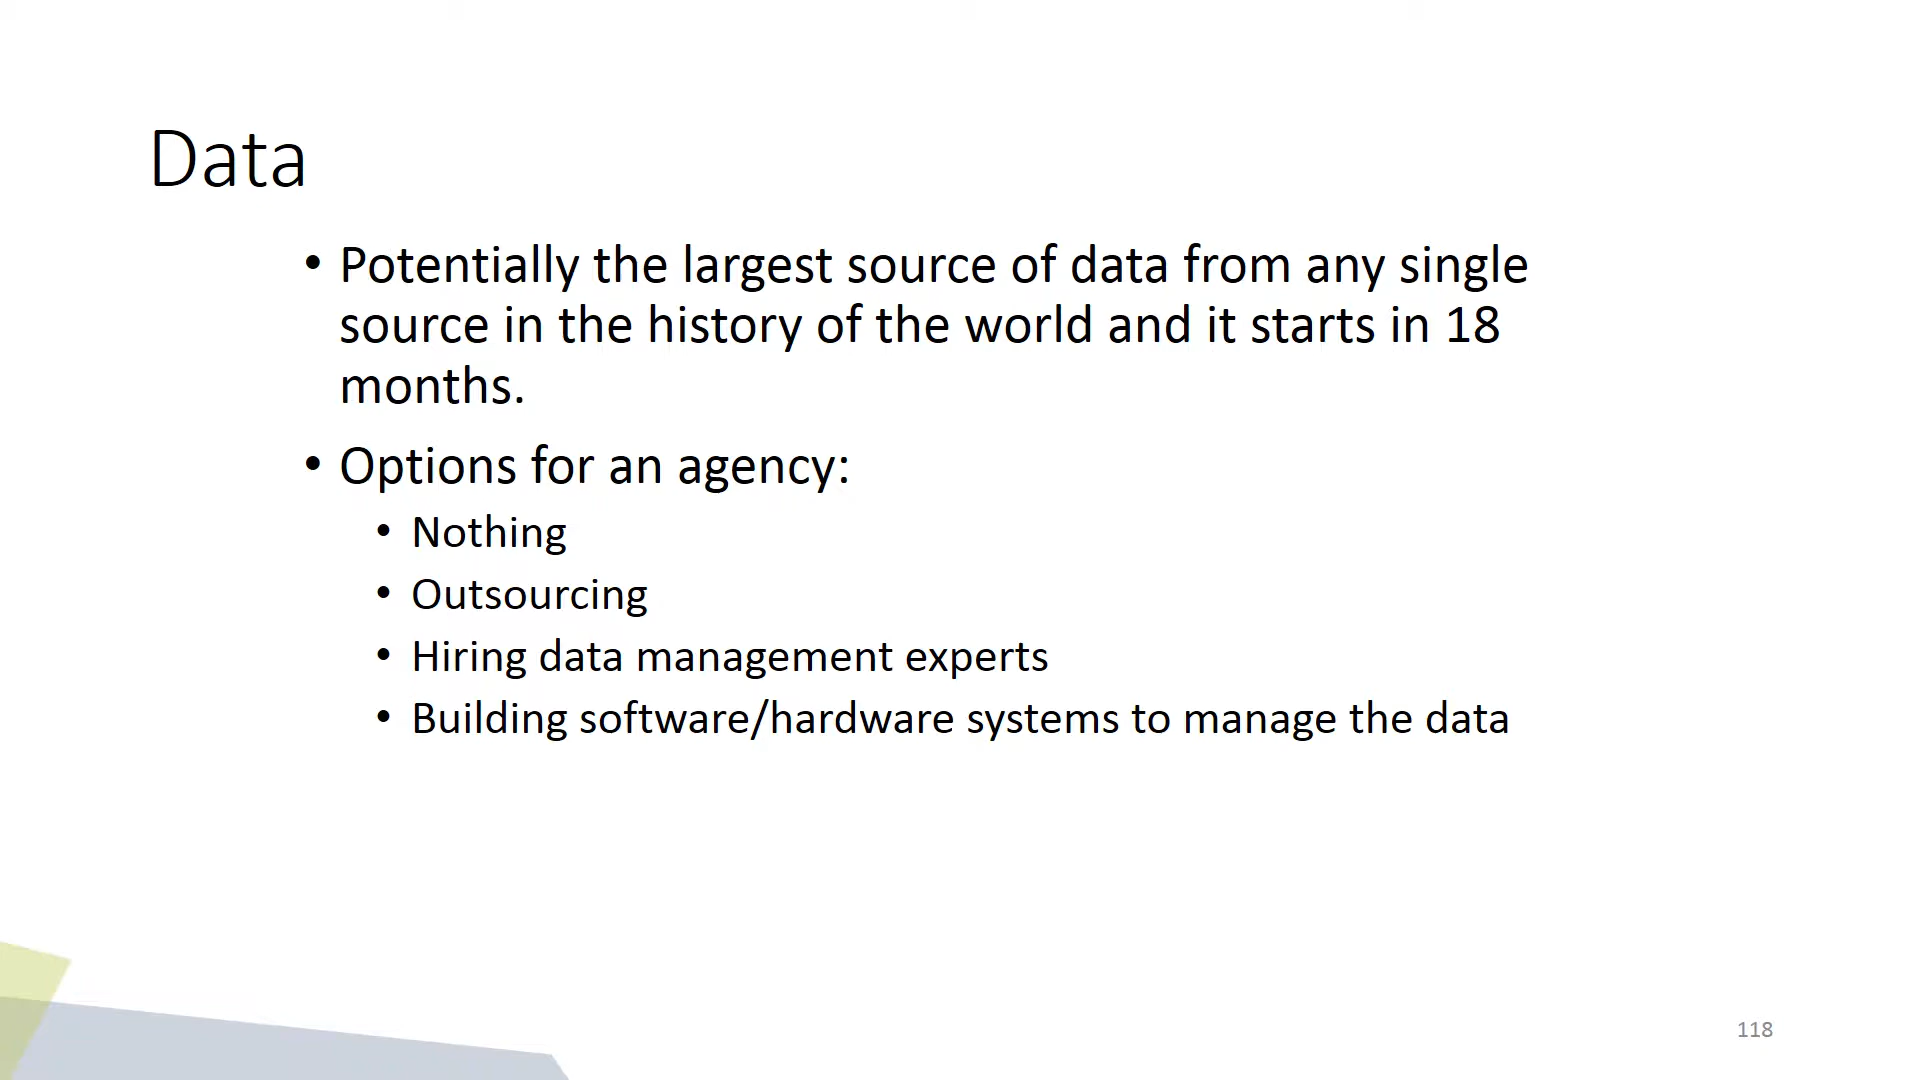 Data
• Potentially the largest source of data from any single
source in the history of the world and it starts in 18
months.
• Options for an agency:
• Nothing
• Outsourcing
• Hiring data management experts
• Building software/hardware systems to manage the data
118